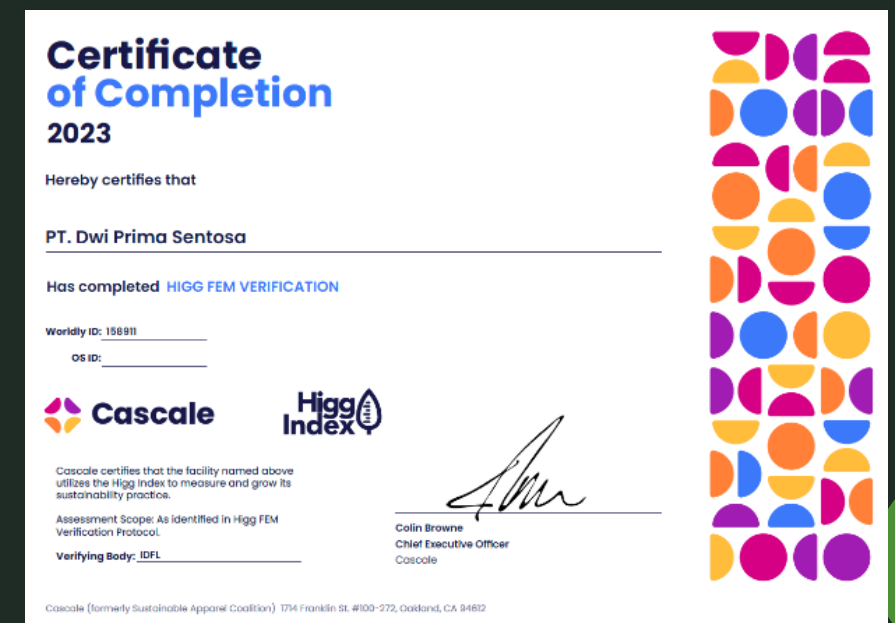 Certificate
of Completion
2023
Hereby certifies that
PT. Dwi Prima Sentosa
Has completed HIGG FEM VERIFICATION
Worldly ID: 158911
OS ID:
Cascale
Higg
Index
Cascale certifies that the facility named above
utilizes the Higg Index to measure and grow its
sustainability practice.
Assessment Scope: As identified in Higg FEM
Verification Protocol.
Verifying Body: IDFL
Colin Browne
Chief Executive Officer
Cascale
Cascale (formerly Sustainable Apparel Coalition) 1714 Franklin St. #100-272, Oakland, CA 94612